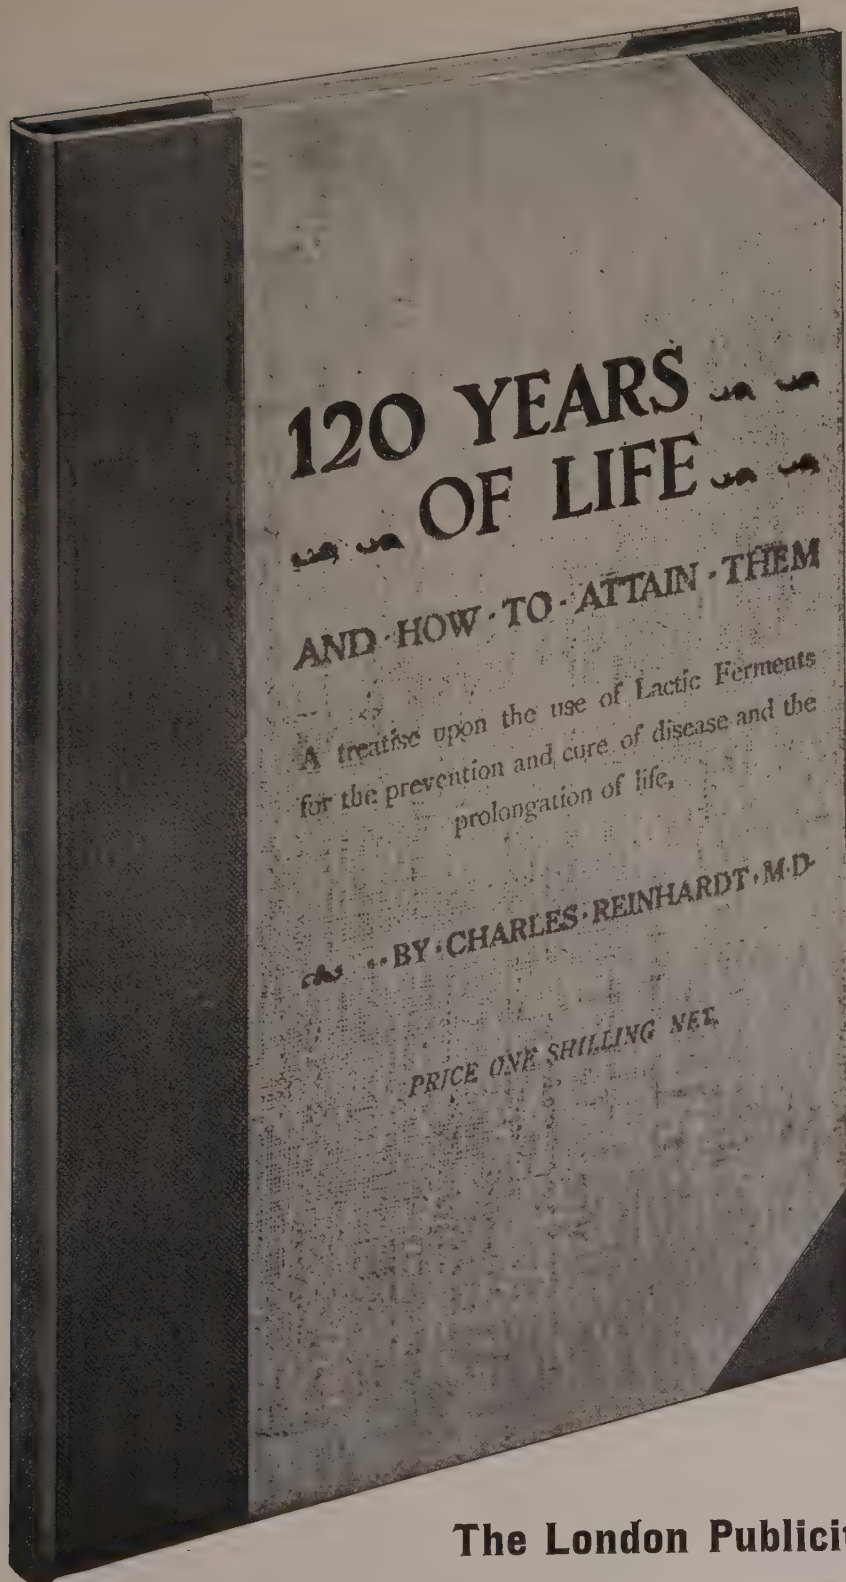 120 YEARS
OF LIFE
AND·HOW·TO·ATTAIN·THEM
A treatise upon the use of Lactic Ferments
for the prevention and cure of disease and the
prolongation of life,
BY·CHARLES·REINHARDT·M·D·
PRICE ONE SHILLING NET.
The London